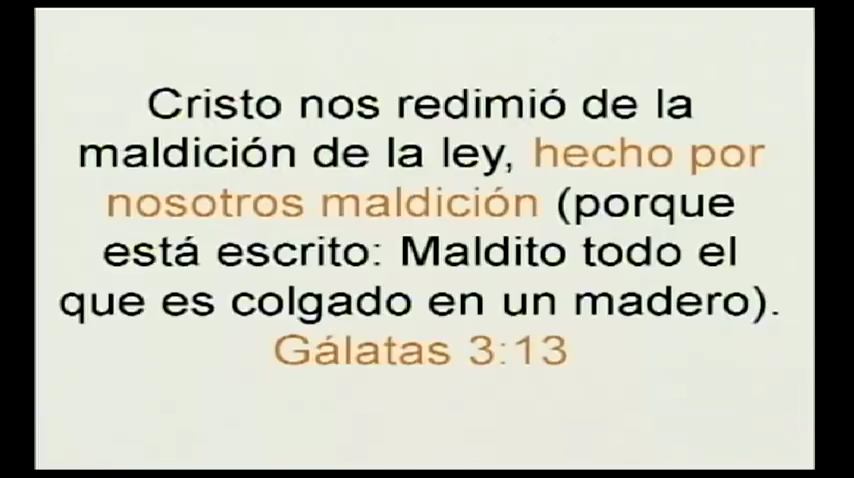 Cristo nos redimió de la
maldición de la ley, hecho por
nosotros maldición (porque
está escrito: Maldito todo el
que es colgado en un madero).
Gálatas 3:13